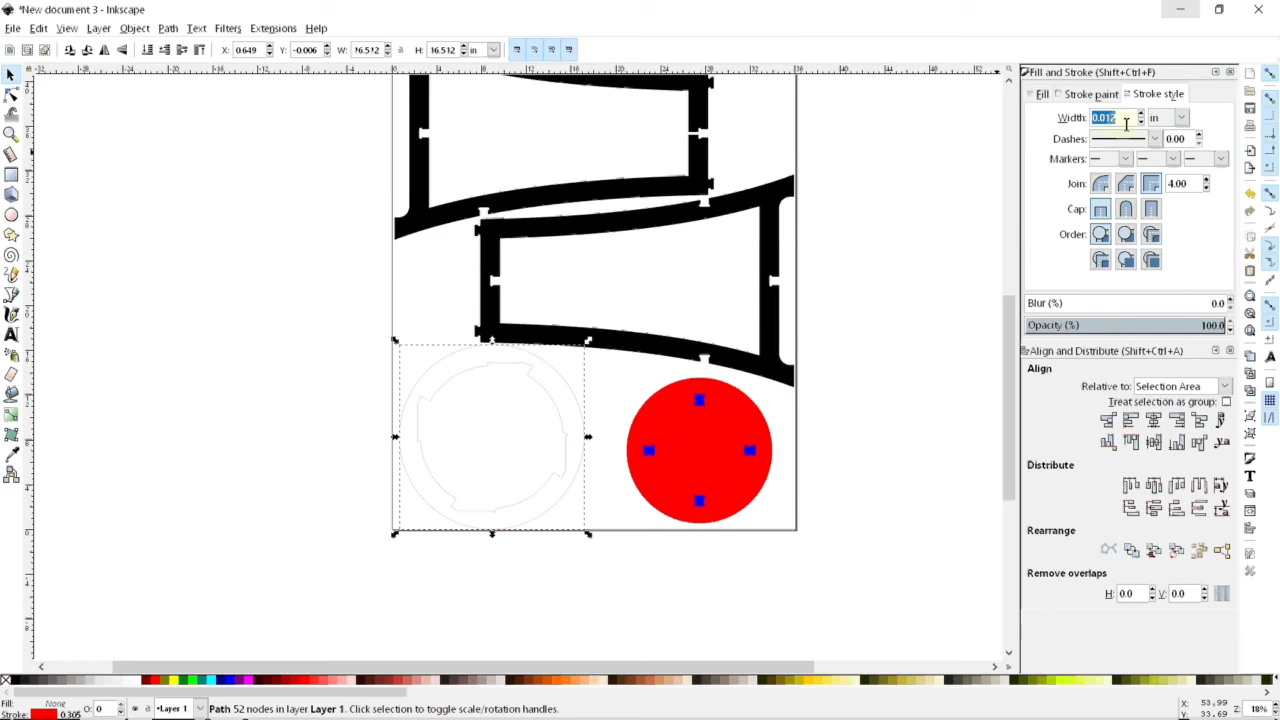 *New document 3 - Inkscape
File Edit View Layer Object Path Text Filters Extensions Help
X: 0.649 Y: -0.006 W: 16.512 H: 16.512 in
Fill and Stroke (Shift+Ctrl+F)
Fill Stroke paint Stroke style
Width: 0.012 in
Dashes: 0.00
Markers:
Join: 4.00
Cap:
Order:
Blur (%) 0.0
Opacity (%) 100.0
Align and Distribute (Shift+Ctrl+A)
Align
Relative to: Selection Area
Treat selection as group:
Distribute
Rearrange
Remove overlaps
H: 0.0 V: 0.0
Fill: None
Stroke: 0.305
O: 0
•Layer 1
Path 52 nodes in layer Layer 1. Click selection to toggle scale/rotation handles.
X: 53.99
Y: 33.69
Z: 18%